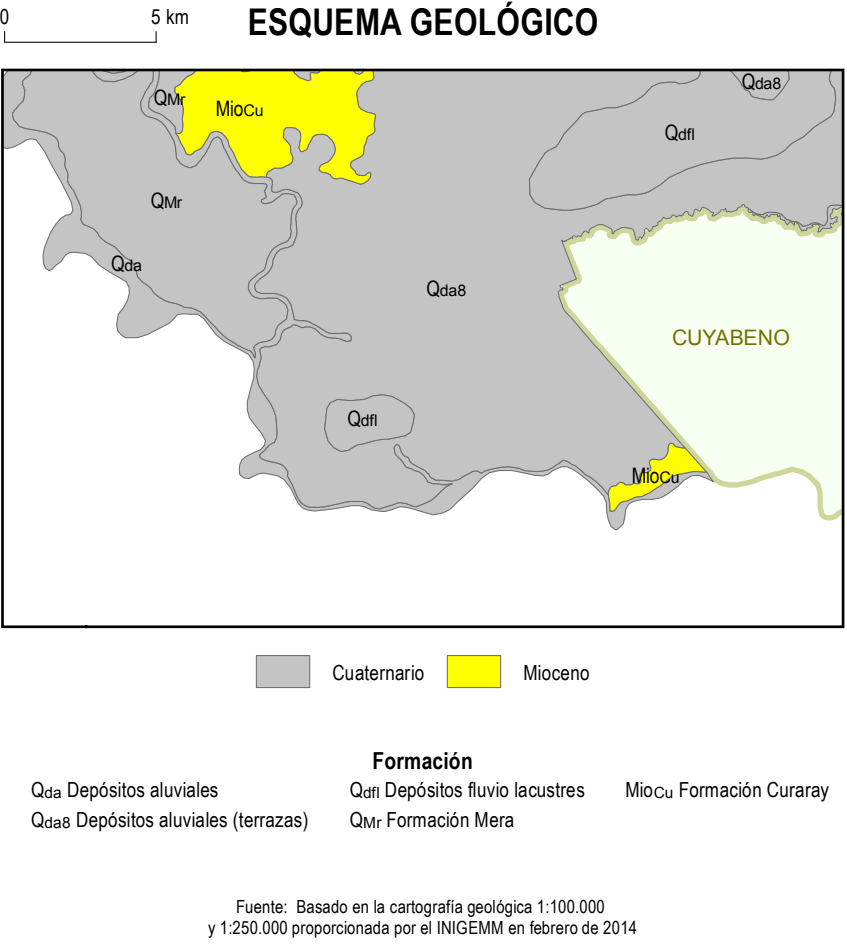 0 5 km
ESQUEMA GEOLÓGICO
QMr
MioCu
Qda8
Qdfl
QMr
Qda
Qda8
CUYABENO
Qdfl
MioCu
Cuaternario
Mioceno
Formación
Qda Depósitos aluviales
Qdfl Depósitos fluvio lacustres
MioCu Formación Curaray
Qda8 Depósitos aluviales (terrazas)
QMr Formación Mera
Fuente: Basado en la cartografía geológica 1:100.000
y 1:250.000 proporcionada por el INIGEMM en febrero de 2014